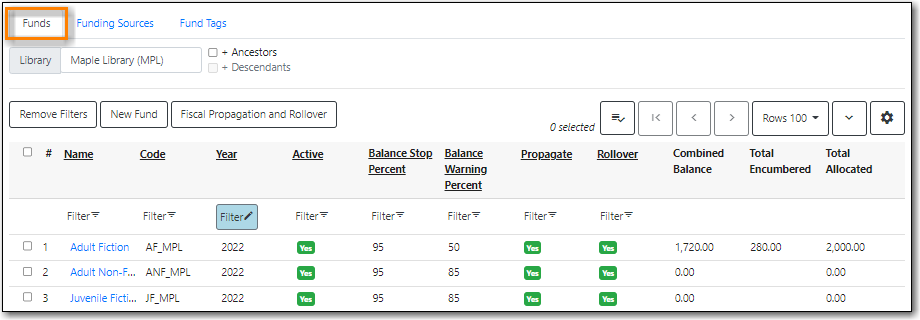 Funds Funding Sources Fund Tags
Library Maple Library (MPL) + Ancestors
+ Descendants
Remove Filters New Fund Fiscal Propagation and Rollover 0 selected Rows 100
# Name Code Year Active Balance Stop Percent Balance Warning Percent Propagate Rollover Combined Balance Total Encumbered Total Allocated
Filter Filter Filter Filter Filter Filter Filter Filter
1 Adult Fiction AF_MPL 2022 Yes 95 50 Yes Yes 1,720.00 280.00 2,000.00
2 Adult Non-F... ANF_MPL 2022 Yes 95 85 Yes Yes 0.00 0.00
3 Juvenile Ficti... JF_MPL 2022 Yes 95 85 Yes Yes 0.00 0.00